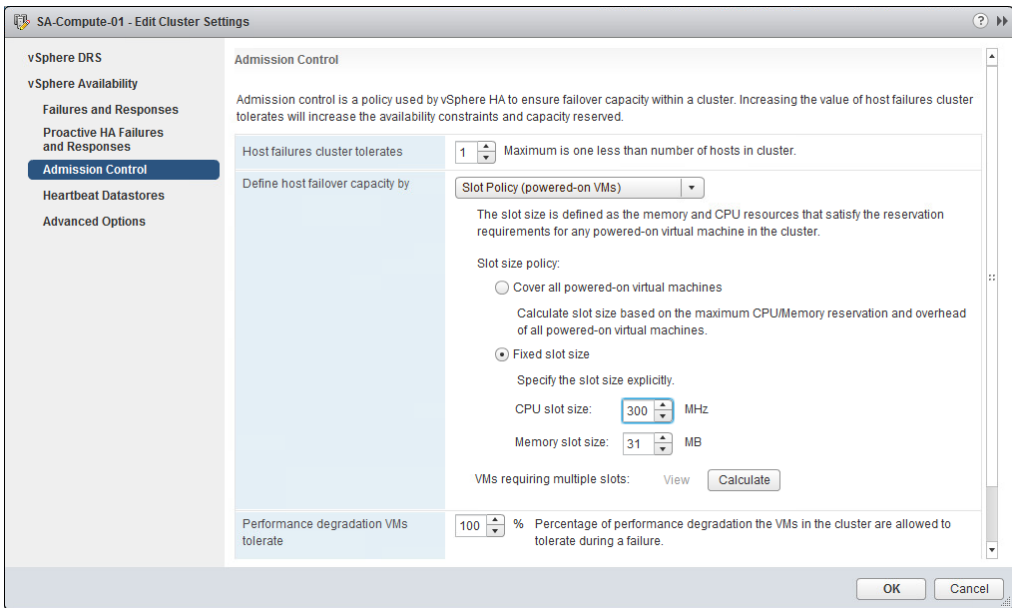 SA-Compute-01 - Edit Cluster Settings
?
vSphere DRS
vSphere Availability
Failures and Responses
Proactive HA Failures
and Responses
Admission Control
Heartbeat Datastores
Advanced Options
Admission Control
Admission control is a policy used by vSphere HA to ensure failover capacity within a cluster. Increasing the value of host failures cluster
tolerates will increase the availability constraints and capacity reserved.
Host failures cluster tolerates
1 Maximum is one less than number of hosts in cluster.
Define host failover capacity by
Slot Policy (powered-on VMs)
The slot size is defined as the memory and CPU resources that satisfy the reservation
requirements for any powered-on virtual machine in the cluster.
Slot size policy:
Cover all powered-on virtual machines
Calculate slot size based on the maximum CPU/Memory reservation and overhead
of all powered-on virtual machines.
Fixed slot size
Specify the slot size explicitly.
CPU slot size: 300 MHz
Memory slot size: 31 MB
VMs requiring multiple slots: View Calculate
Performance degradation VMs
tolerate
100 % Percentage of performance degradation the VMs in the cluster are allowed to
tolerate during a failure.
OK Cancel